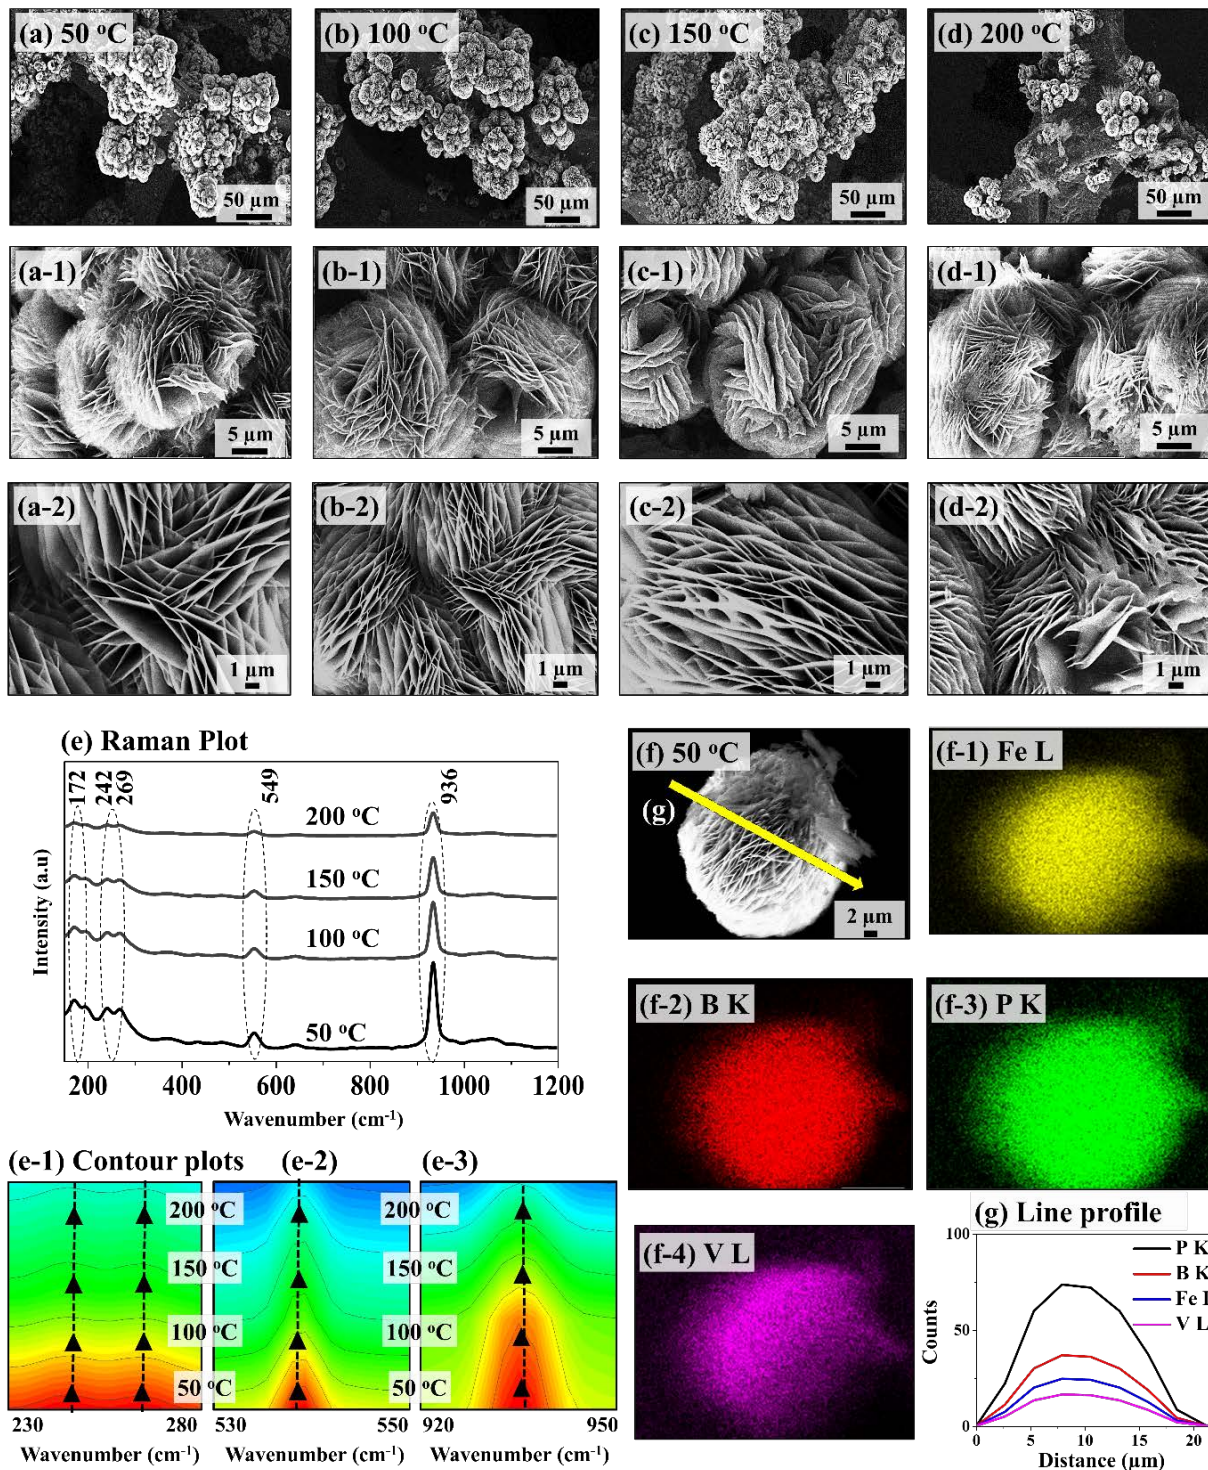 (a) 50 °C
(b) 100 °C
(c) 150 °C
(d) 200 °C
50 µm
50 µm
50 µm
50 µm
(a-1)
(b-1)
(c-1)
(d-1)
5 µm
5 µm
5 µm
5 µm
(a-2)
(b-2)
(c-2)
(d-2)
1 µm
1 µm
1 µm
1 µm
(e) Raman Plot
172
242
269
549
936
200 °C
150 °C
100 °C
50 °C
Intensity (a.u)
200 400 600 800 1000 1200
Wavenumber (cm⁻¹)
(f) 50 °C
(g)
2 µm
(f-1) Fe L
(f-2) B K
(f-3) P K
(e-1) Contour plots
(e-2)
(e-3)
200 °C
200 °C
150 °C
150 °C
100 °C
100 °C
50 °C
50 °C
230 280
530 550
920 950
Wavenumber (cm⁻¹)
Wavenumber (cm⁻¹)
Wavenumber (cm⁻¹)
(f-4) V L
(g) Line profile
P K
B K
Fe L
V L
Counts
100
50
0
0 5 10 15 20
Distance (µm)